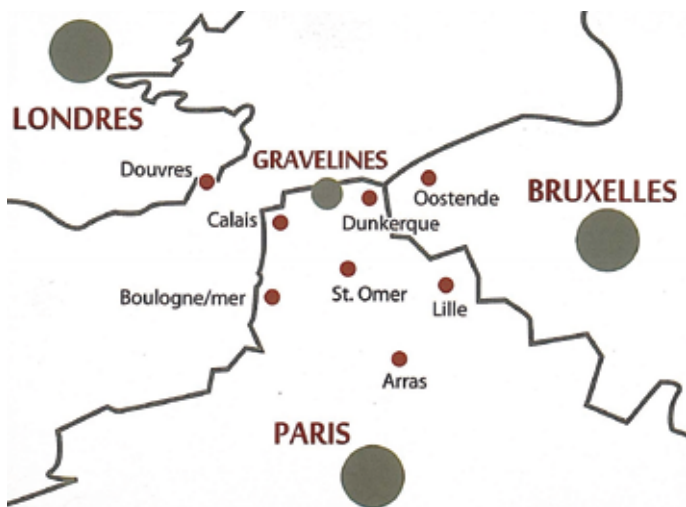 LONDRES
GRAVELINES
Douvres
Oostende
BRUXELLES
Calais
Dunkerque
St. Omer
Boulogne/mer
Lille
Arras
PARIS